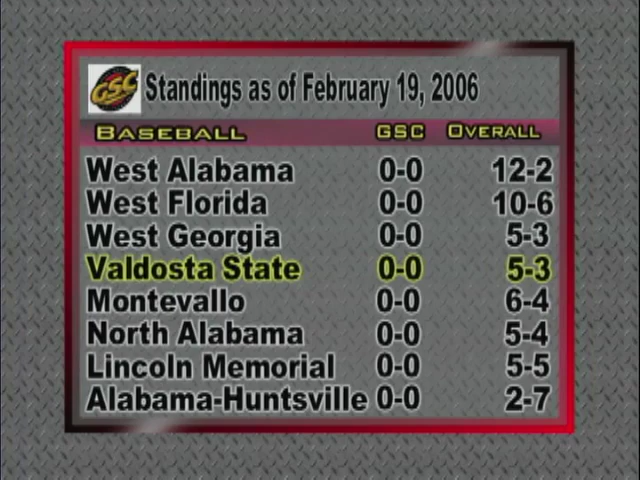 GSC Standings as of February 19, 2006
BASEBALL GSC OVERALL
West Alabama 0-0 12-2
West Florida 0-0 10-6
West Georgia 0-0 5-3
Valdosta State 0-0 5-3
Montevallo 0-0 6-4
North Alabama 0-0 5-4
Lincoln Memorial 0-0 5-5
Alabama-Huntsville 0-0 2-7